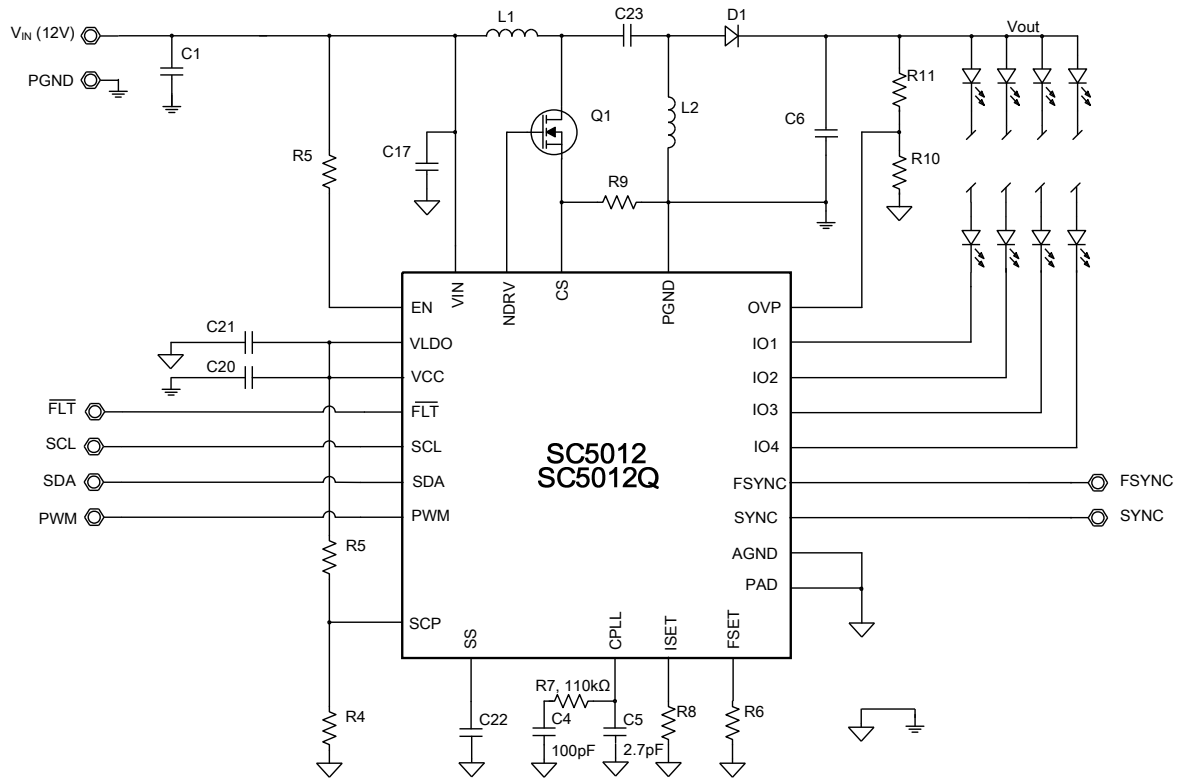 L1
C23
D1
VIN (12V)
Vout
C1
PGND
R11
L2
Q1
C6
R5
C17
R10
R9
EN
VIN
NDRV
CS
PGND
OVP
C21
VLDO
IO1
C20
VCC
IO2
FLT
FLT
IO3
SCL
SCL
IO4
SC5012
SC5012Q
SDA
SDA
FSYNC
FSYNC
PWM
PWM
SYNC
SYNC
R5
AGND
PAD
SCP
SS
CPLL
ISET
FSET
R7, 110kΩ
R4
C22
C4
C5
R8
R6
100pF
2.7pF